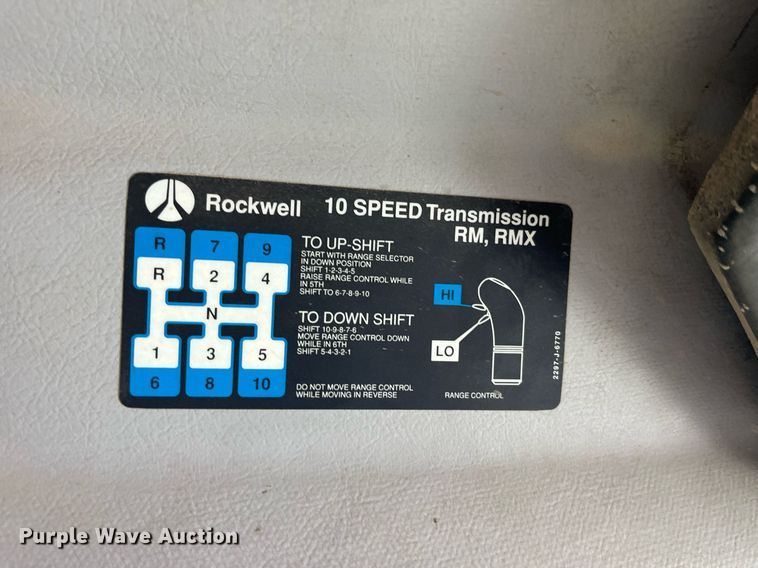 Rockwell 10 SPEED Transmission
RM, RMX
R 7 9
R 2 4
N
1 3 5
6 8 10
TO UP-SHIFT
START WITH RANGE SELECTOR
IN DOWN POSITION
SHIFT 1-2-3-4-5
RAISE RANGE CONTROL WHILE
IN 5TH
SHIFT TO 6-7-8-9-10
TO DOWN SHIFT
SHIFT 10-9-8-7-6
MOVE RANGE CONTROL DOWN
WHILE IN 6TH
SHIFT 5-4-3-2-1
DO NOT MOVE RANGE CONTROL
WHILE MOVING IN REVERSE
HI
LO
RANGE CONTROL
2297-J-6770
Purple Wave Auction